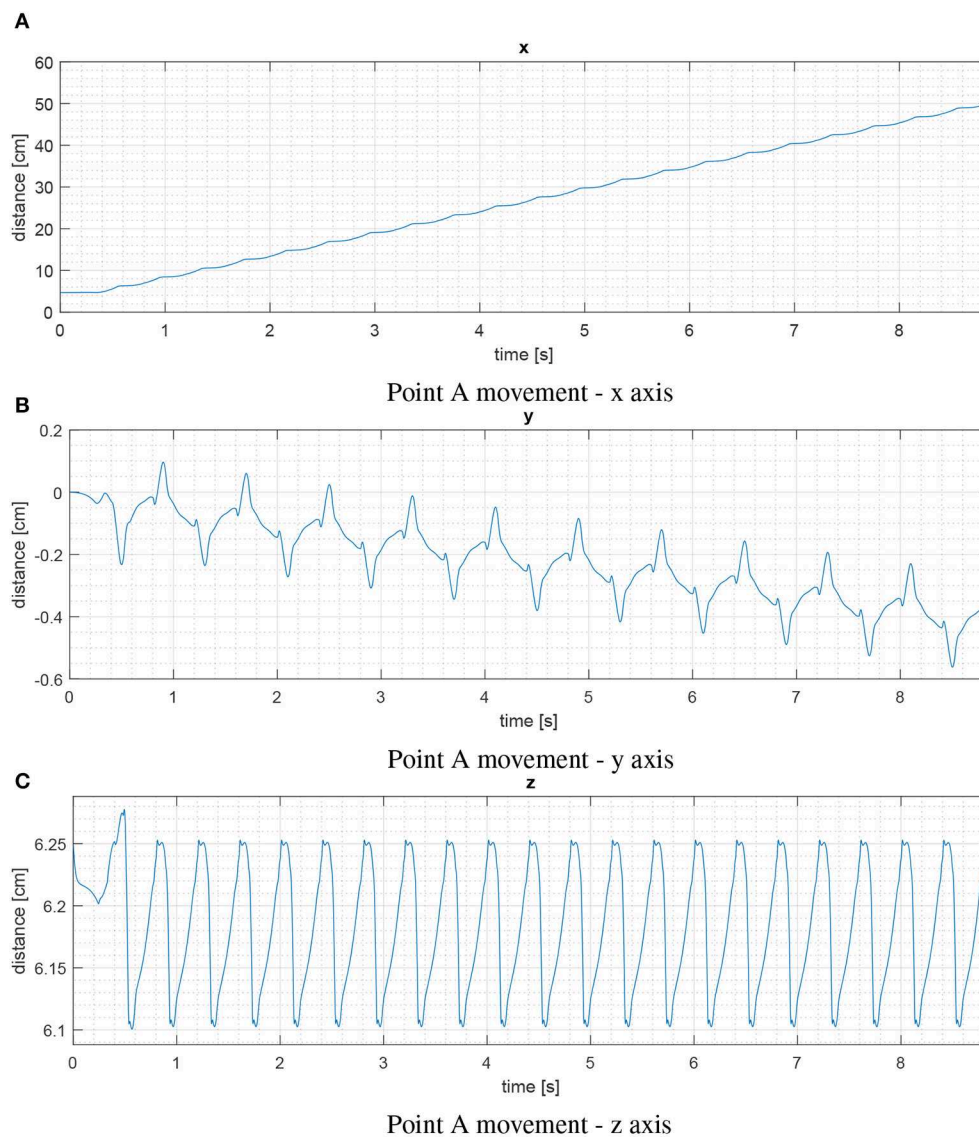 A
x
60
50
40
30
20
10
0
distance [cm]
0 1 2 3 4 5 6 7 8
time [s]
Point A movement - x axis
B
y
0.2
0
-0.2
-0.4
-0.6
distance [cm]
0 1 2 3 4 5 6 7 8
time [s]
Point A movement - y axis
C
z
6.25
6.2
6.15
6.1
distance [cm]
0 1 2 3 4 5 6 7 8
time [s]
Point A movement - z axis